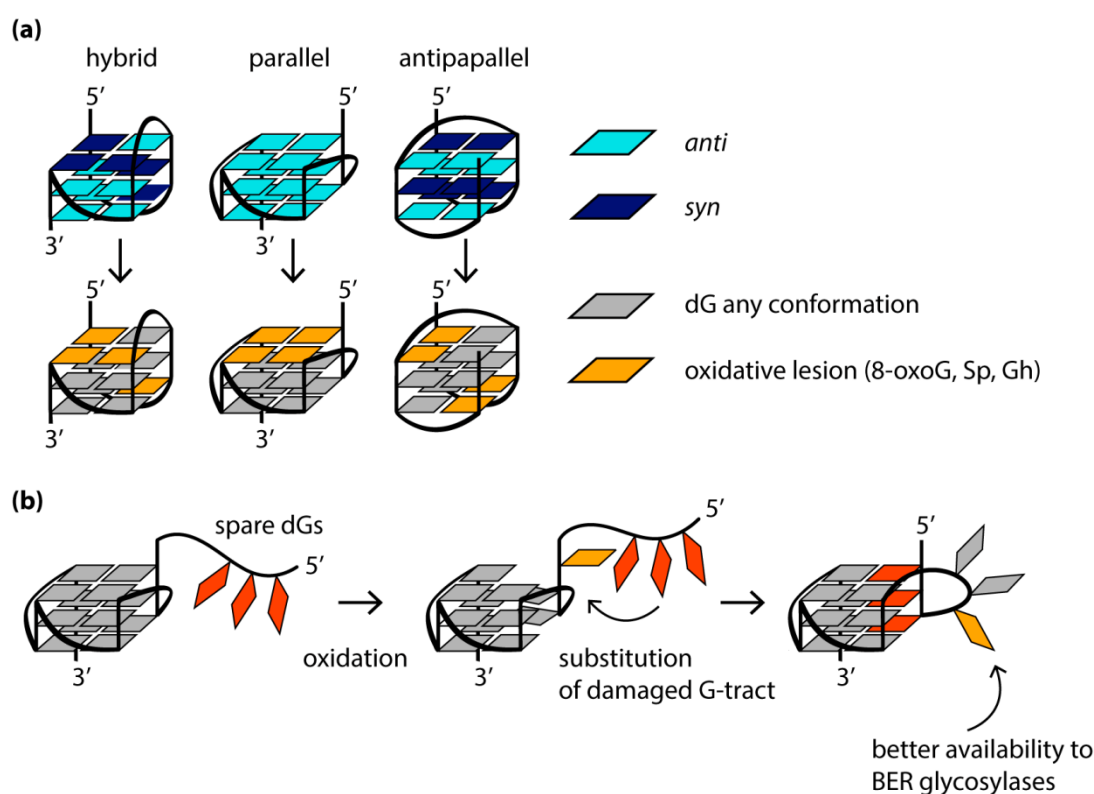 (a)
hybrid
parallel
antipapallel
5′
5′
5′
3′
3′
anti
syn
5′
5′
5′
3′
3′
dG any conformation
oxidative lesion (8-oxoG, Sp, Gh)
(b)
spare dGs
5′
3′
oxidation
5′
3′
substitution
of damaged G-tract
5′
3′
better availability to
BER glycosylases